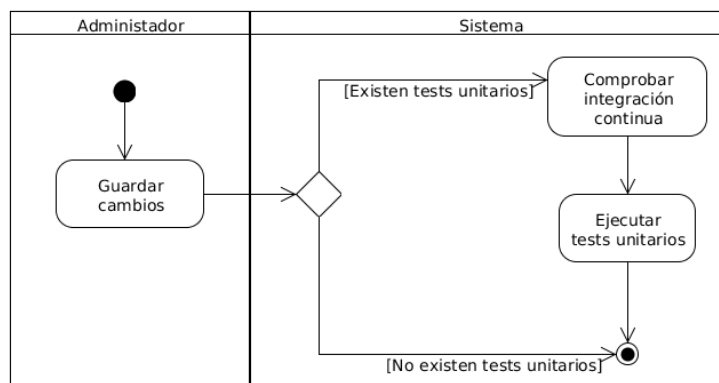 Administador
Sistema
[Existen tests unitarios]
Comprobar
integración
continua
Guardar
cambios
Ejecutar
tests unitarios
[No existen tests unitarios]